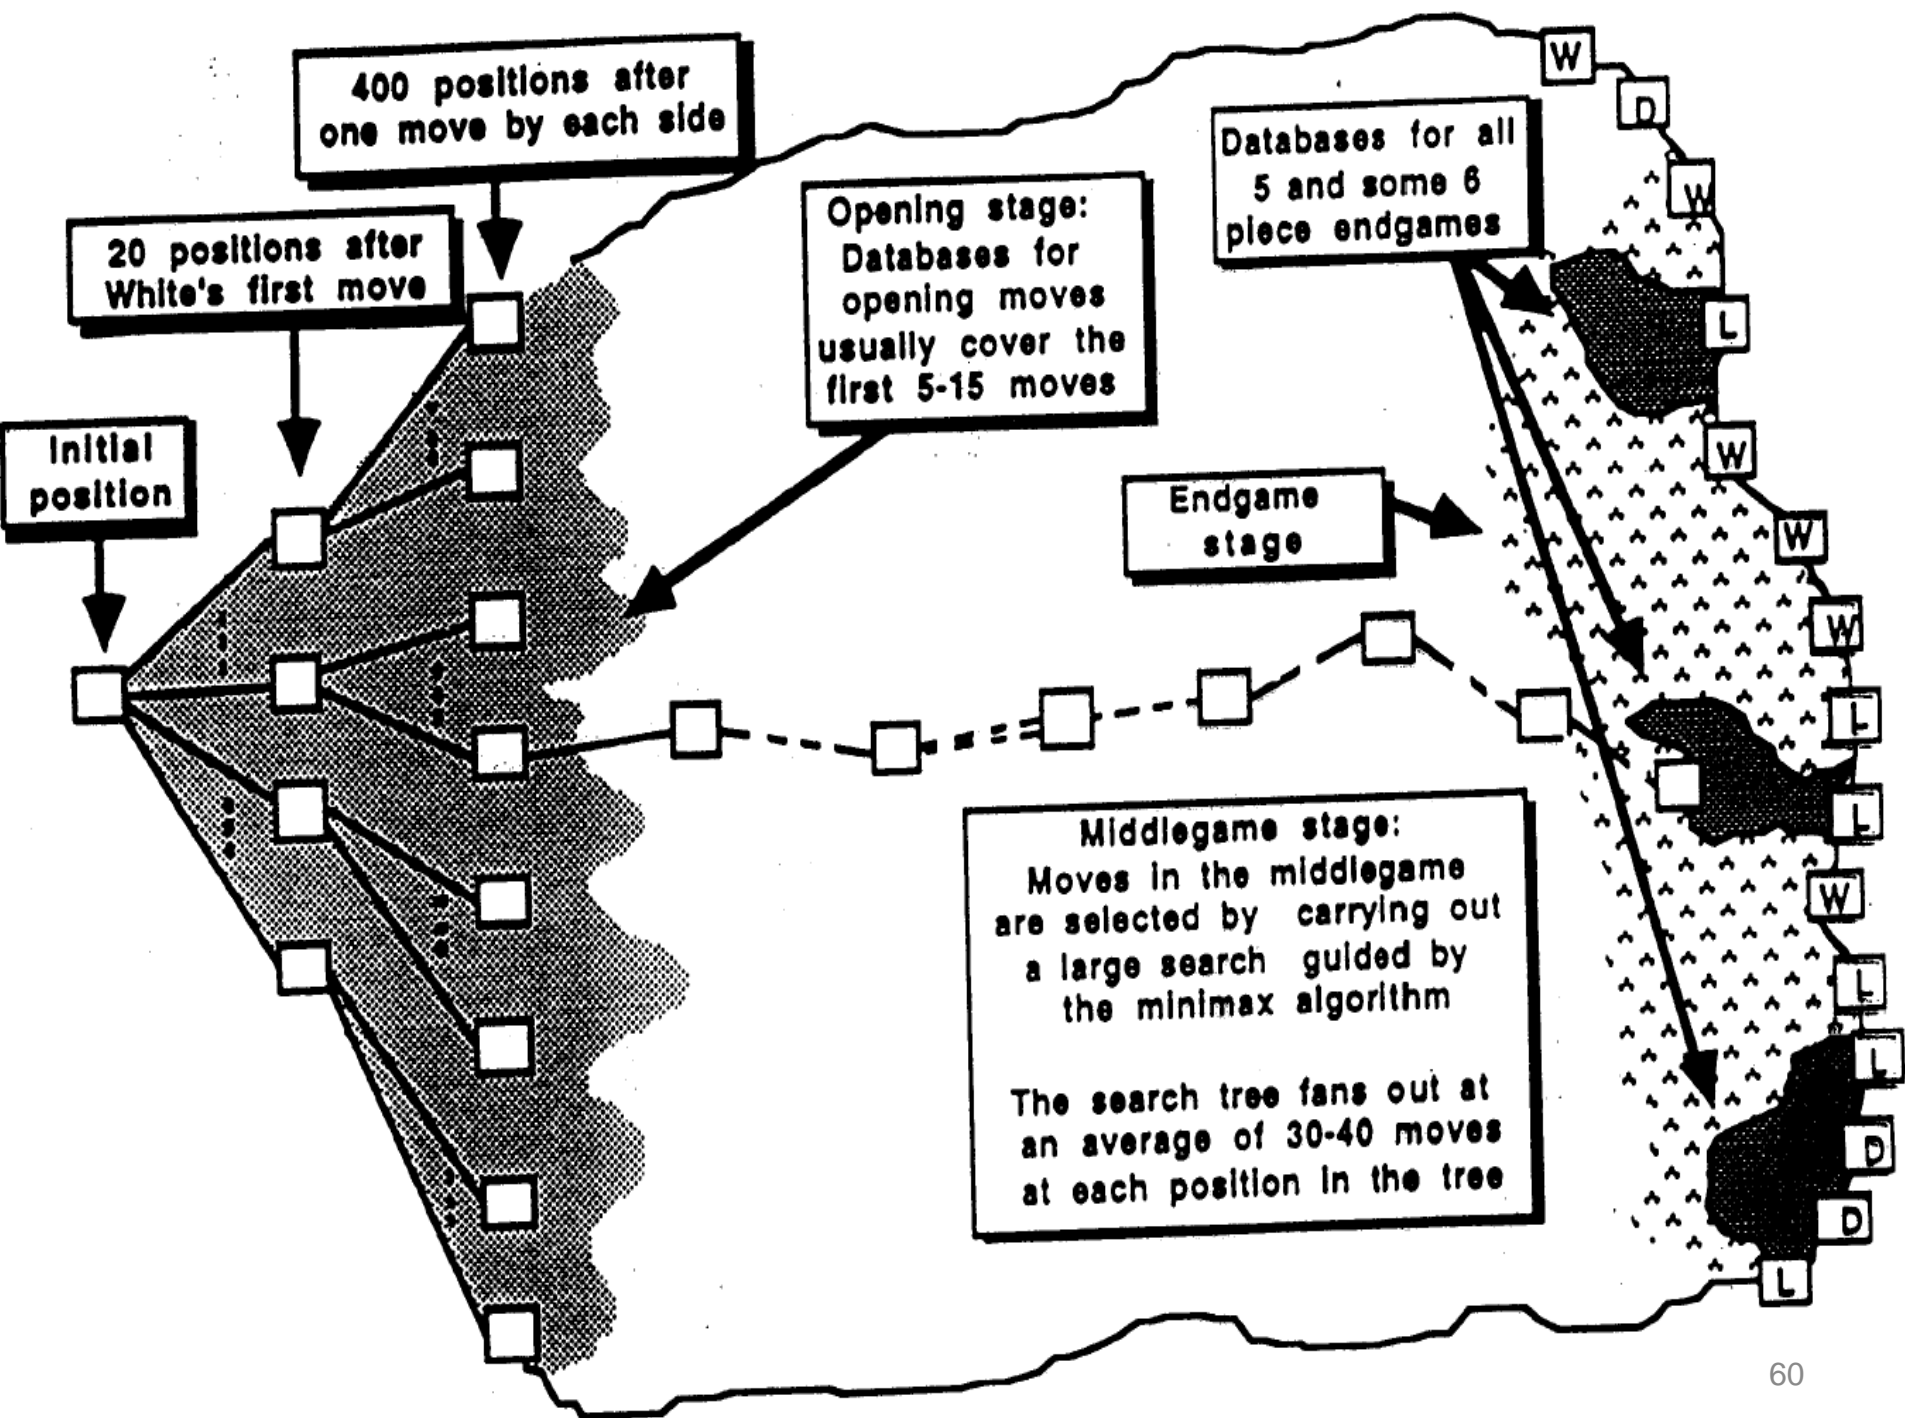 400 positions after
one move by each side
20 positions after
White's first move
Initial
position
Opening stage:
Databases for
opening moves
usually cover the
first 5-15 moves
Databases for all
5 and some 6
piece endgames
Endgame
stage
Middlegame stage:
Moves in the middlegame
are selected by carrying out
a large search guided by
the minimax algorithm
The search tree fans out at
an average of 30-40 moves
at each position in the tree
W
D
W
L
W
W
W
L
L
W
L
L
D
D
L
60